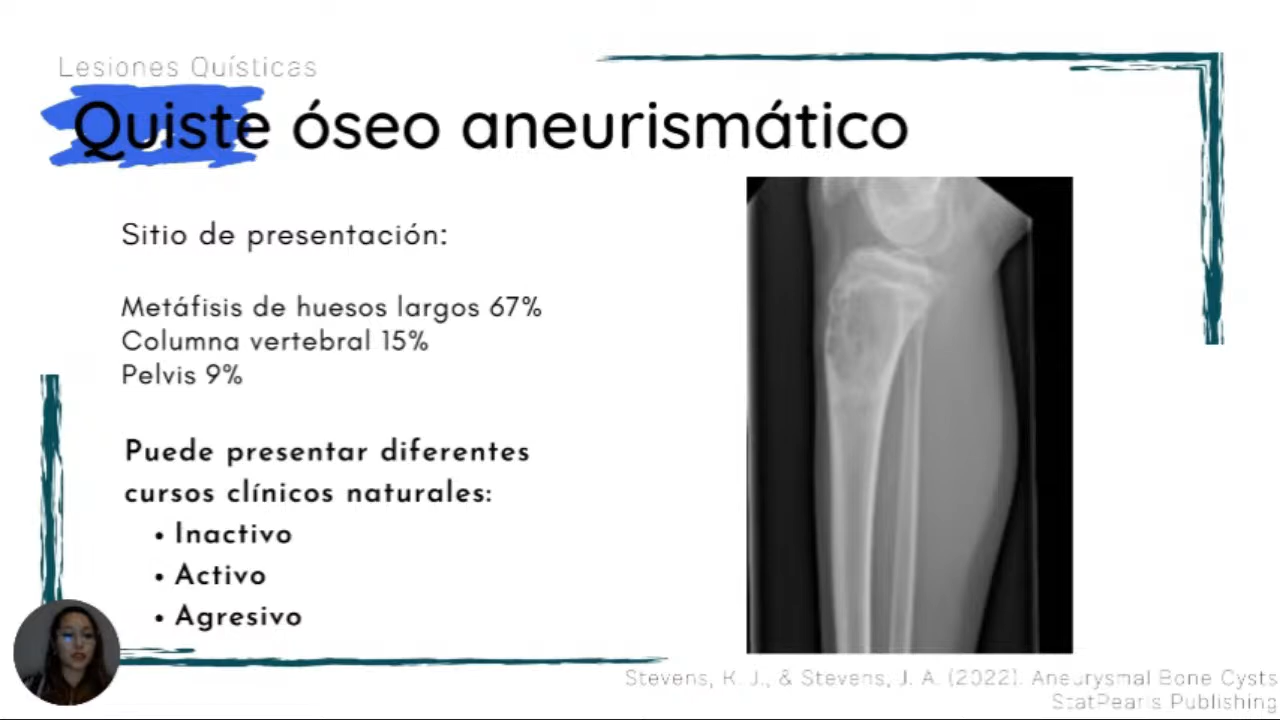 Lesiones Quísticas
Quiste óseo aneurismático
Sitio de presentación:
Metáfisis de huesos largos 67%
Columna vertebral 15%
Pelvis 9%
Puede presentar diferentes
cursos clínicos naturales:
• Inactivo
• Activo
• Agresivo
Stevens, K. J., & Stevens, J. A. (2022). Aneurysmal Bone Cysts
StatPearls Publishing